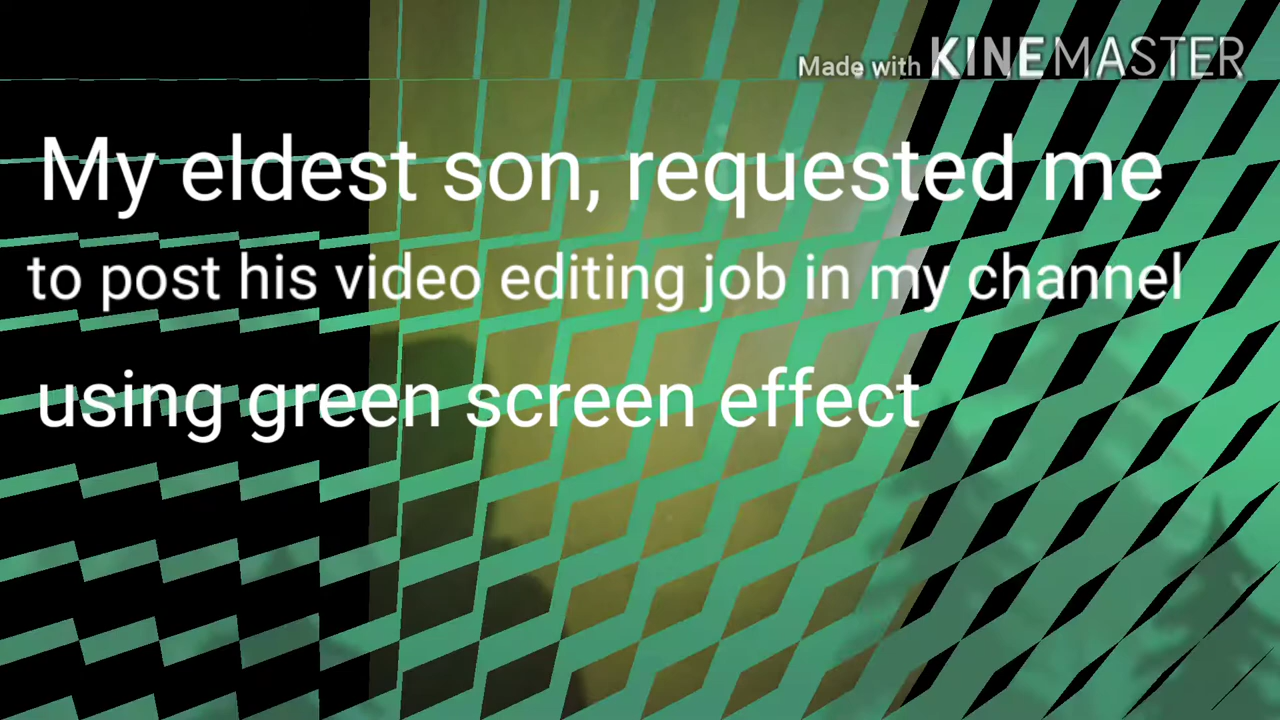 Made with KINEMASTER
My eldest son, requested me
to post his video editing job in my channel
using green screen effect